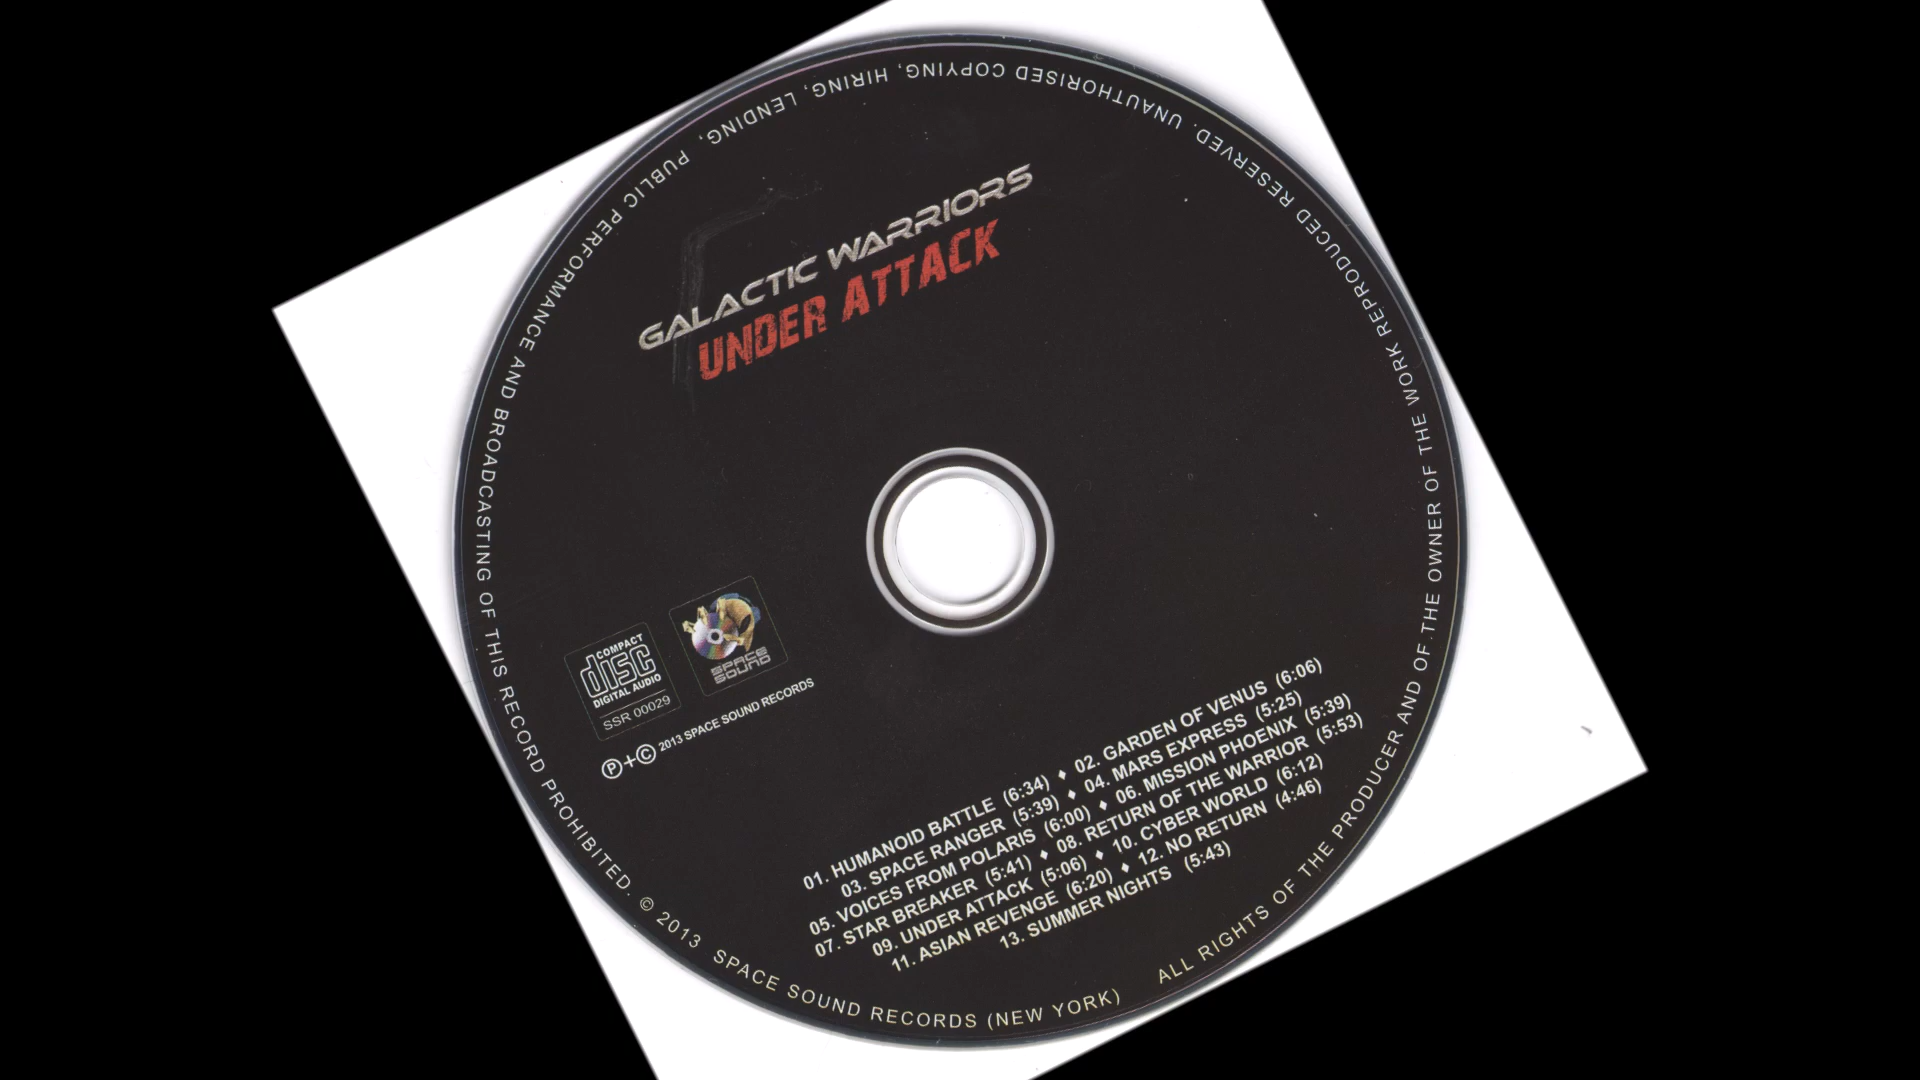 GALACTIC WARRIORS
UNDER ATTACK
COMPACT
disc
DIGITAL AUDIO
SSR 00029
SPACE
SOUND
℗+© 2013 SPACE SOUND RECORDS
01. HUMANOID BATTLE (6:34) ♦ 02. GARDEN OF VENUS (6:06)
03. SPACE RANGER (5:39) ♦ 04. MARS EXPRESS (5:25)
05. VOICES FROM POLARIS (6:00) ♦ 06. MISSION PHOENIX (5:39)
07. STAR BREAKER (5:41) ♦ 08. RETURN OF THE WARRIOR (5:53)
09. UNDER ATTACK (5:06) ♦ 10. CYBER WORLD (6:12)
11. ASIAN REVENGE (6:20) ♦ 12. NO RETURN (4:46)
13. SUMMER NIGHTS (5:43)
ALL RIGHTS OF THE PRODUCER AND OF THE OWNER OF THE WORK REPRODUCED RESERVED. UNAUTHORISED COPYING, HIRING, LENDING, PUBLIC PERFORMANCE AND BROADCASTING OF THIS RECORD PROHIBITED. © 2013 SPACE SOUND RECORDS (NEW YORK)